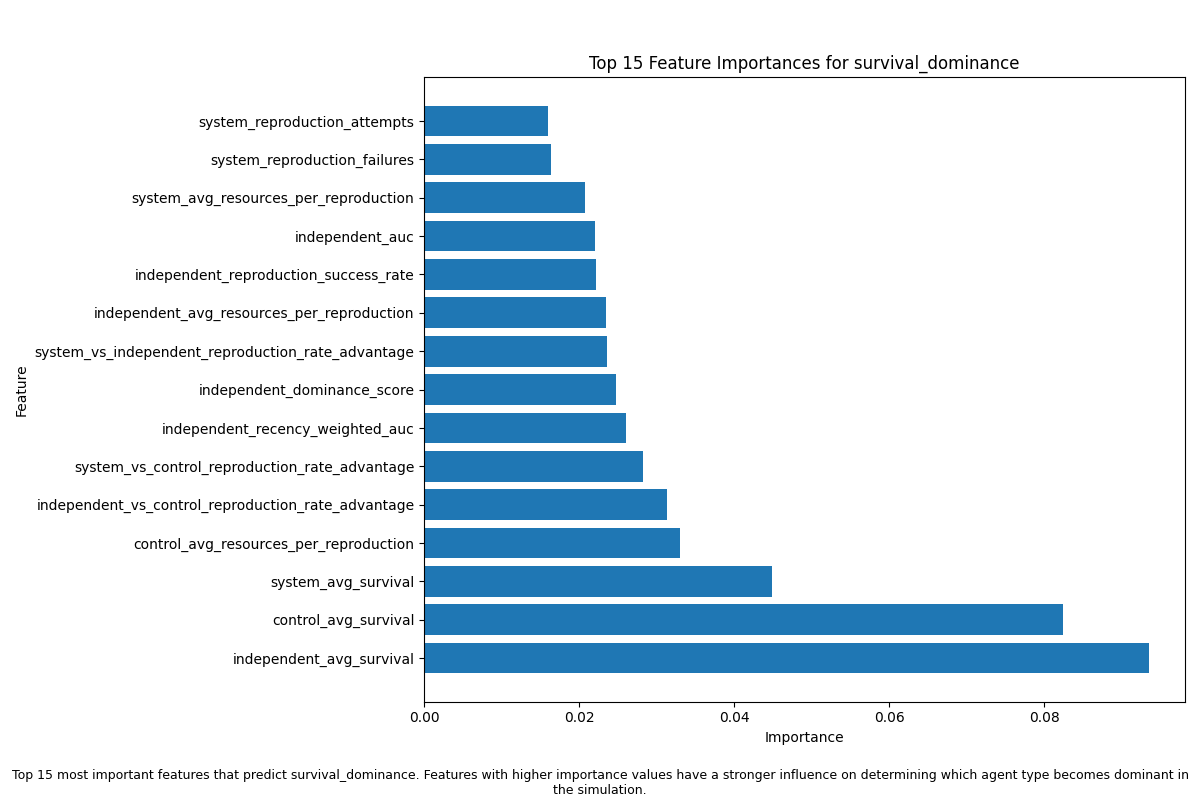 Top 15 Feature Importances for survival_dominance
system_reproduction_attempts
system_reproduction_failures
system_avg_resources_per_reproduction
independent_auc
independent_reproduction_success_rate
independent_avg_resources_per_reproduction
system_vs_independent_reproduction_rate_advantage
independent_dominance_score
independent_recency_weighted_auc
system_vs_control_reproduction_rate_advantage
independent_vs_control_reproduction_rate_advantage
control_avg_resources_per_reproduction
system_avg_survival
control_avg_survival
independent_avg_survival
Feature
0.00 0.02 0.04 0.06 0.08
Importance
Top 15 most important features that predict survival_dominance. Features with higher importance values have a stronger influence on determining which agent type becomes dominant in
the simulation.